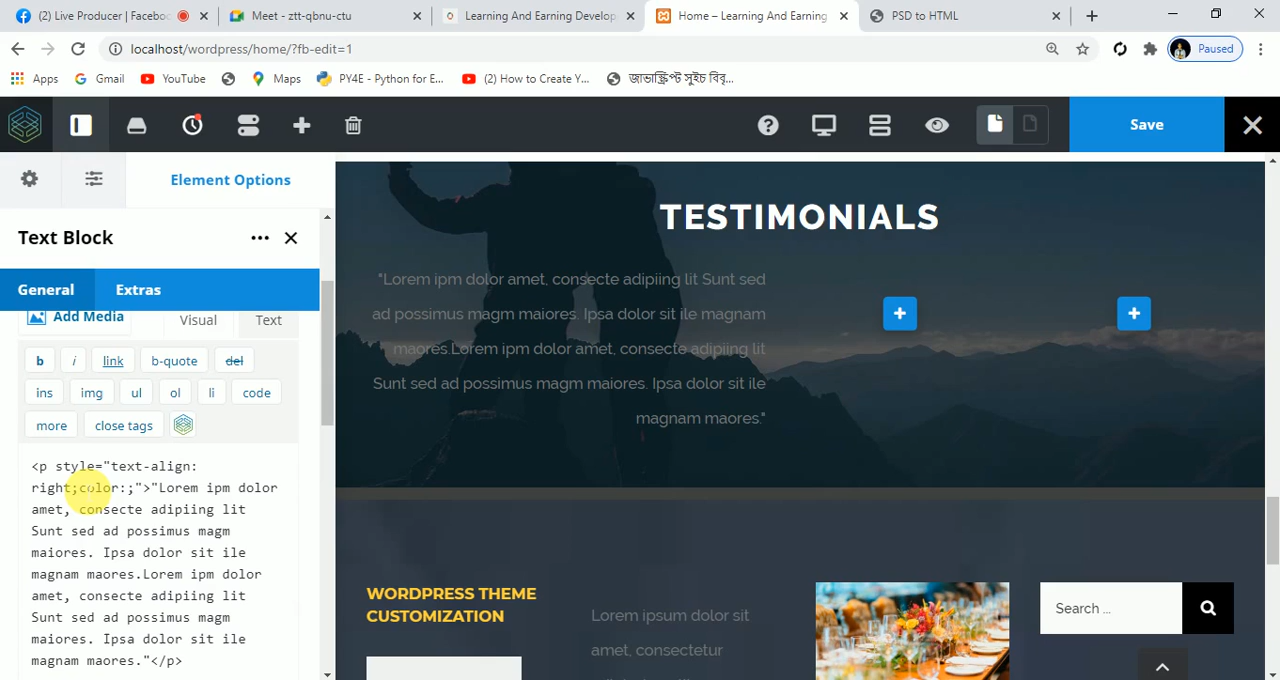 (2) Live Producer | Facebo
Meet - ztt-qbnu-ctu
Learning And Earning Develop
Home – Learning And Earning
PSD to HTML
localhost/wordpress/home/?fb-edit=1
Paused
Apps
Gmail
YouTube
Maps
PY4E - Python for E...
(2) How to Create Y...
জাভাস্ক্রিপ্ট সুইচ বিবৃ...
Save
Element Options
Text Block
General
Extras
Add Media
Visual
Text
b
i
link
b-quote
del
ins
img
ul
ol
li
code
more
close tags
<p style="text-align:
right;color:;">"Lorem ipm dolor
amet, consecte adipiing lit
Sunt sed ad possimus magm
maiores. Ipsa dolor sit ile
magnam maores.Lorem ipm dolor
amet, consecte adipiing lit
Sunt sed ad possimus magm
maiores. Ipsa dolor sit ile
magnam maores."</p>
TESTIMONIALS
"Lorem ipm dolor amet, consecte adipiing lit Sunt sed
ad possimus magm maiores. Ipsa dolor sit ile magnam
maores.Lorem ipm dolor amet, consecte adipiing lit
Sunt sed ad possimus magm maiores. Ipsa dolor sit ile
magnam maores."
WORDPRESS THEME
CUSTOMIZATION
Lorem ipsum dolor sit
amet, consectetur
Search ...